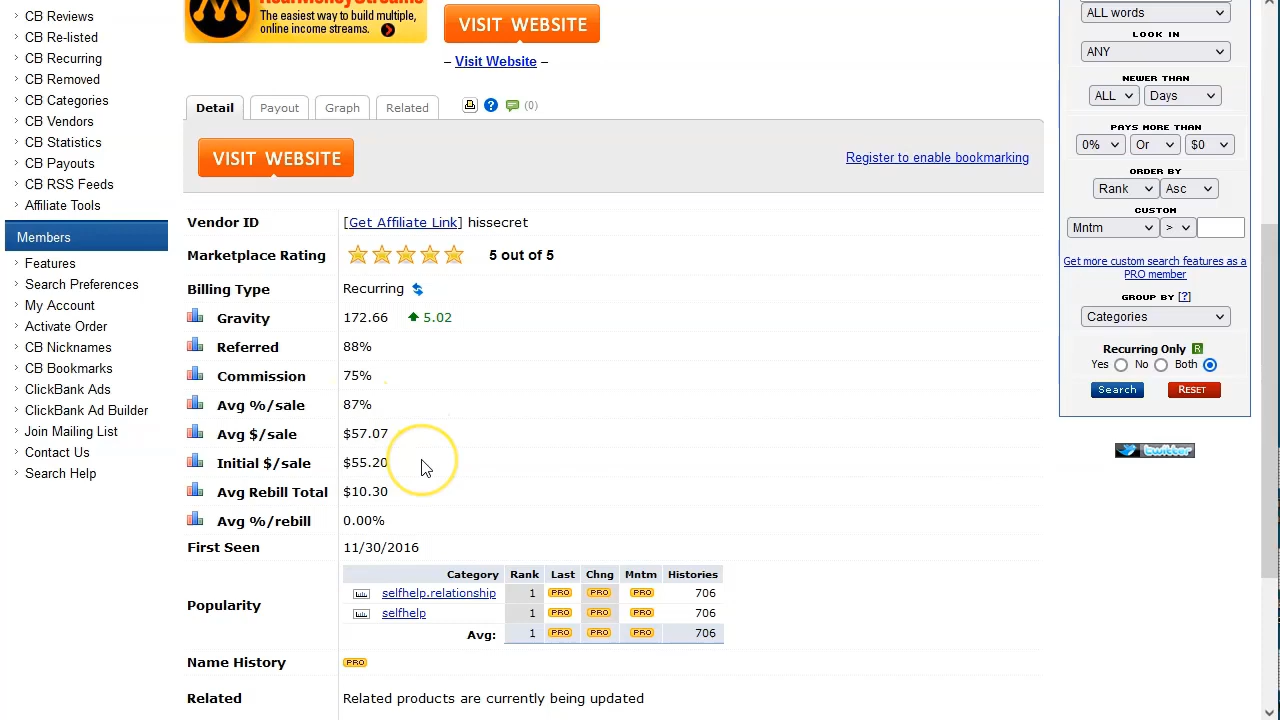 CB Reviews
CB Re-listed
CB Recurring
CB Removed
CB Categories
CB Vendors
CB Statistics
CB Payouts
CB RSS Feeds
Affiliate Tools
Members
Features
Search Preferences
My Account
Activate Order
CB Nicknames
CB Bookmarks
ClickBank Ads
ClickBank Ad Builder
Join Mailing List
Contact Us
Search Help
The easiest way to build multiple,
online income streams.
VISIT WEBSITE
– Visit Website –
Detail
Payout
Graph
Related
(0)
VISIT WEBSITE
Register to enable bookmarking
Vendor ID [Get Affiliate Link] hissecret
Marketplace Rating 5 out of 5
Billing Type Recurring
Gravity 172.66 5.02
Referred 88%
Commission 75%
Avg %/sale 87%
Avg $/sale $57.07
Initial $/sale $55.20
Avg Rebill Total $10.30
Avg %/rebill 0.00%
First Seen 11/30/2016
Popularity
Category Rank Last Chng Mntm Histories
selfhelp.relationship 1 PRO PRO PRO 706
selfhelp 1 PRO PRO PRO 706
Avg: 1 PRO PRO PRO 706
Name History PRO
Related Related products are currently being updated
ALL words
LOOK IN
ANY
NEWER THAN
ALL Days
PAYS MORE THAN
0% Or $0
ORDER BY
Rank Asc
CUSTOM
Mntm >
Get more custom search features as a
PRO member
GROUP BY [?]
Categories
Recurring Only R
Yes No Both
Search RESET
twitter